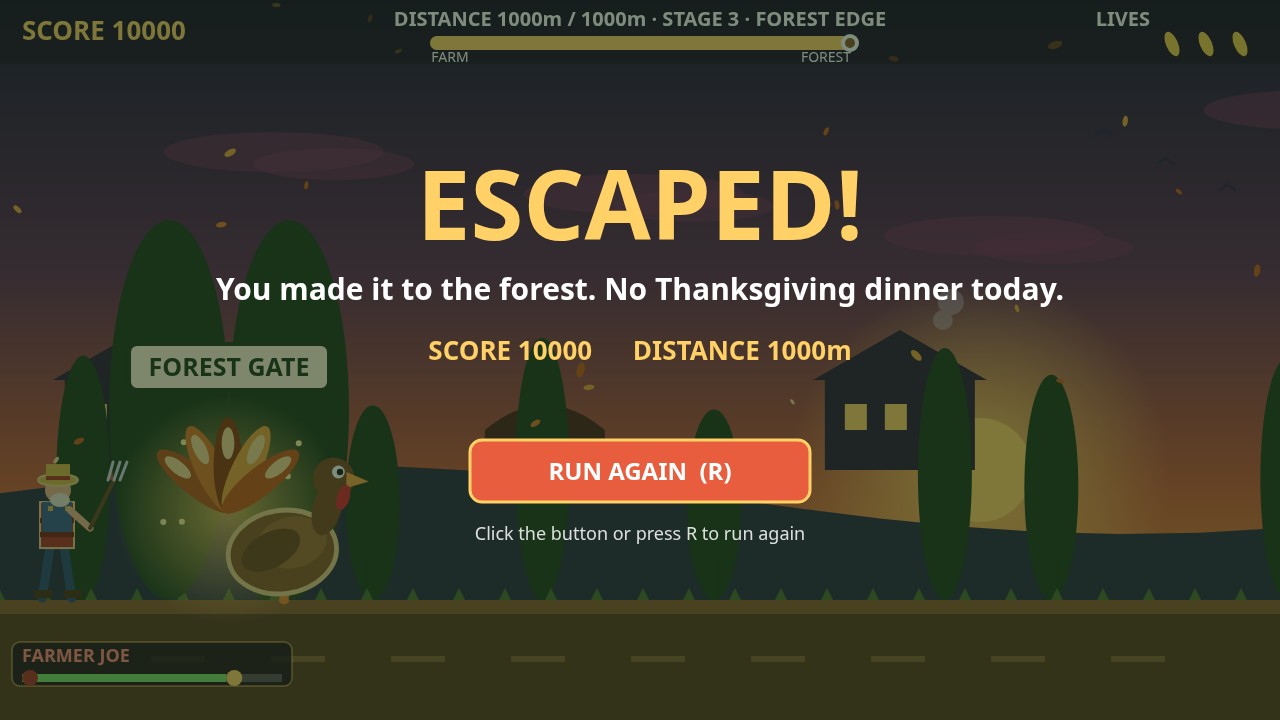 SCORE 10000
DISTANCE 1000m / 1000m · STAGE 3 · FOREST EDGE
LIVES
FARM
FOREST
ESCAPED!
You made it to the forest. No Thanksgiving dinner today.
SCORE 10000 DISTANCE 1000m
FOREST GATE
RUN AGAIN (R)
Click the button or press R to run again
FARMER JOE